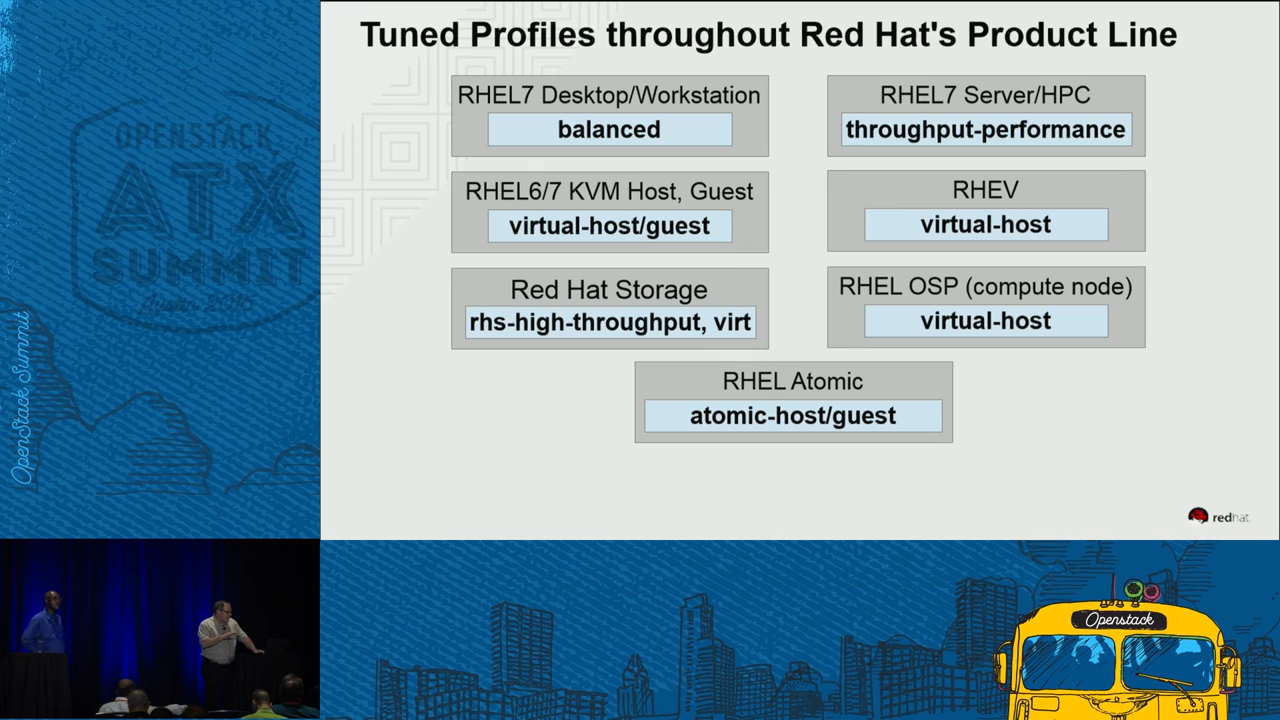 Tuned Profiles throughout Red Hat's Product Line
RHEL7 Desktop/Workstation
balanced
RHEL7 Server/HPC
throughput-performance
RHEL6/7 KVM Host, Guest
virtual-host/guest
RHEV
virtual-host
Red Hat Storage
rhs-high-throughput, virt
RHEL OSP (compute node)
virtual-host
RHEL Atomic
atomic-host/guest
redhat.
OPENSTACK
ATX
SUMMIT
Austin 2016
OpenStack Summit
Openstack